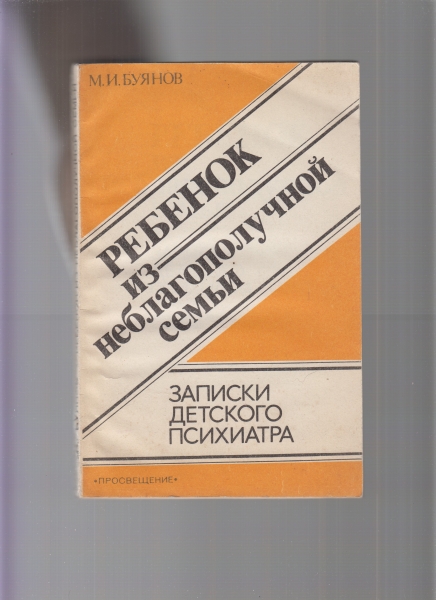 М.И.БУЯНОВ
РЕБЕНОК
из
неблагополучной
семьи
ЗАПИСКИ
ДЕТСКОГО
ПСИХИАТРА
«ПРОСВЕЩЕНИЕ»